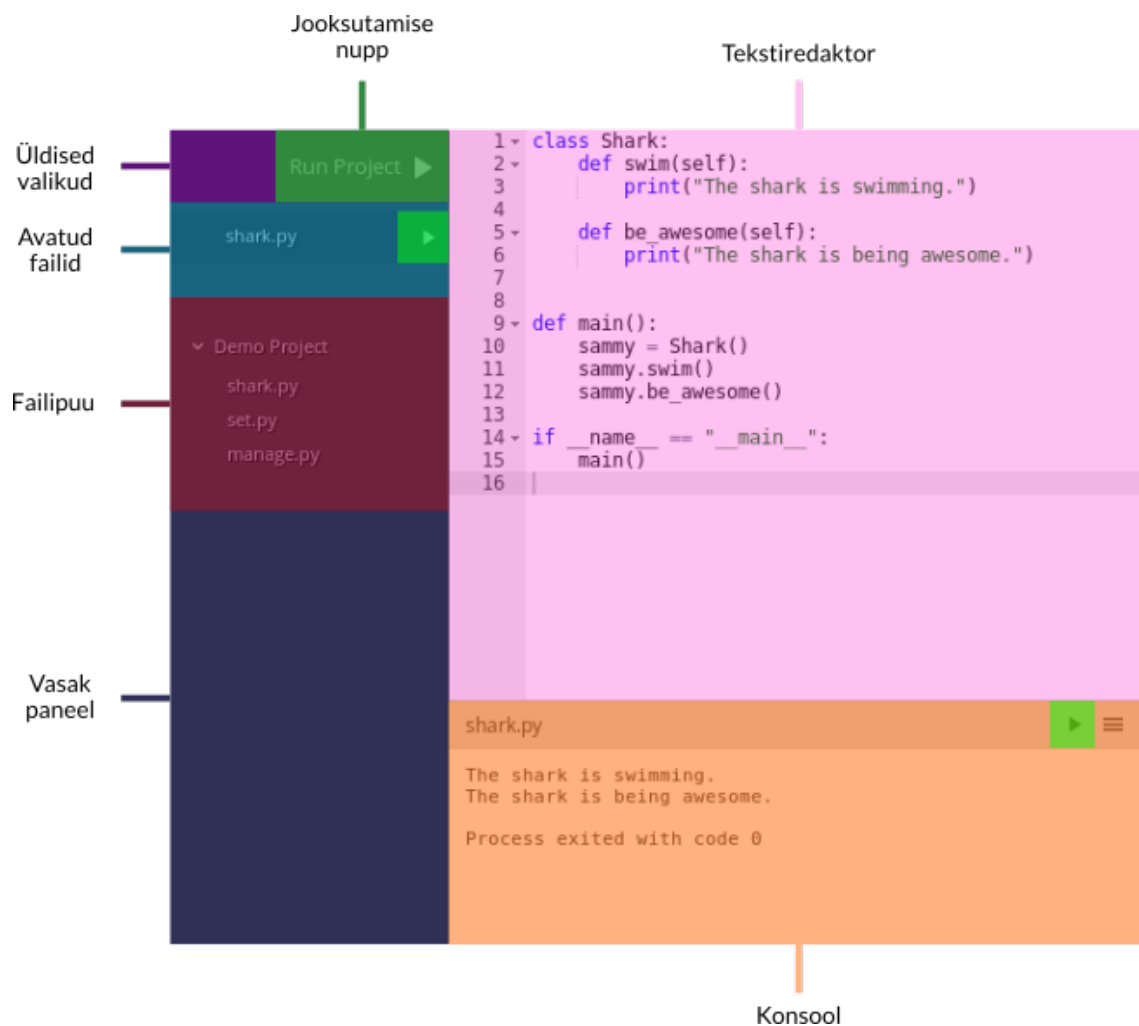 Jooksutamise
nupp
Tekstiredaktor
Üldised
valikud
Run Project
Avatud
failid
shark.py
Failipuu
Demo Project
shark.py
set.py
manage.py
Vasak
paneel
1 class Shark:
2     def swim(self):
3         print("The shark is swimming.")
4
5     def be_awesome(self):
6         print("The shark is being awesome.")
7
8
9 def main():
10     sammy = Shark()
11     sammy.swim()
12     sammy.be_awesome()
13
14 if __name__ == "__main__":
15     main()
16
shark.py
The shark is swimming.
The shark is being awesome.
Process exited with code 0
Konsool